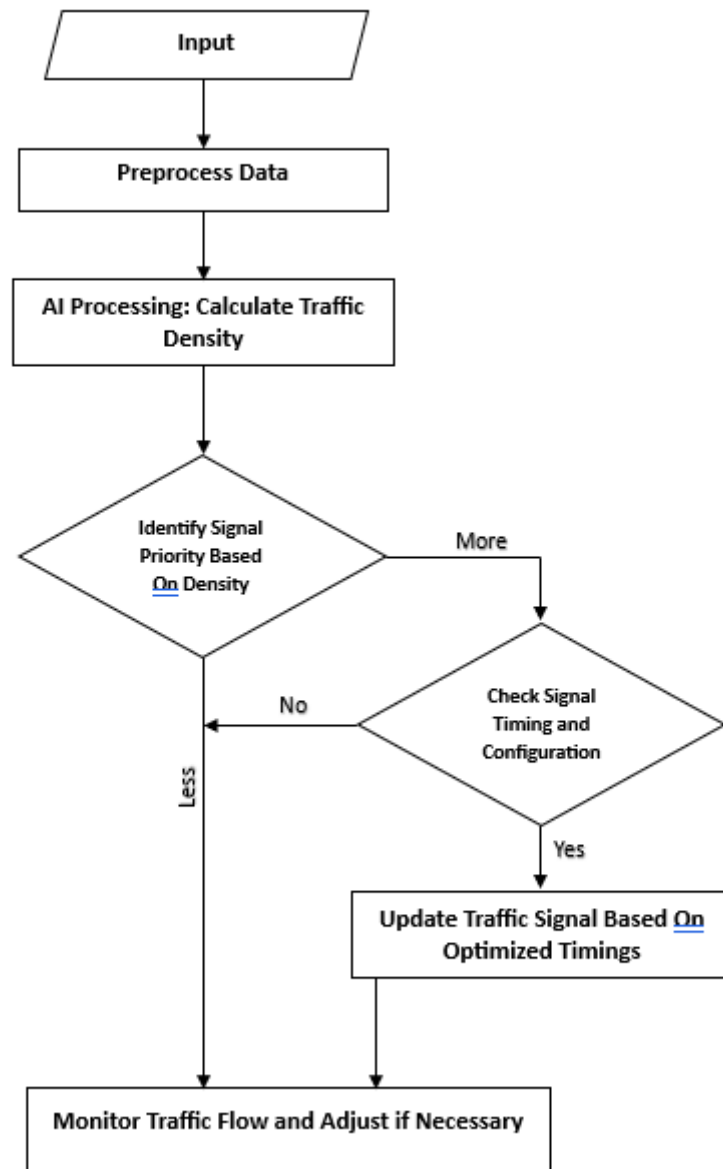 Input
Preprocess Data
AI Processing: Calculate Traffic
Density
Identify Signal
Priority Based
On Density
More
Check Signal
Timing and
Configuration
No
Less
Yes
Update Traffic Signal Based On
Optimized Timings
Monitor Traffic Flow and Adjust if Necessary